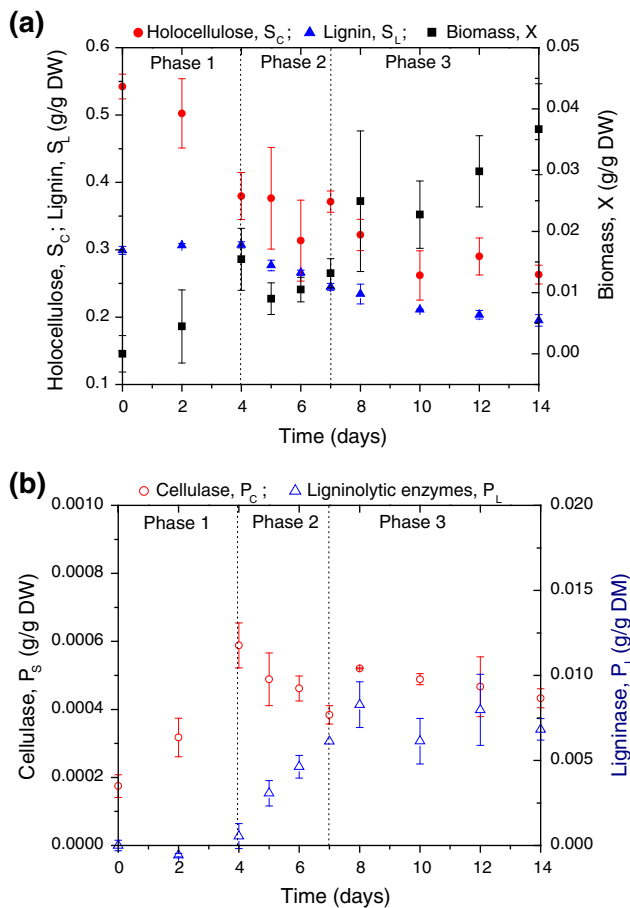 (a)
Holocellulose, S_C; Lignin, S_L; Biomass, X
Phase 1 Phase 2 Phase 3
Holocellulose, S_C; Lignin, S_L (g/g DW)
0.6
0.5
0.4
0.3
0.2
0.1
Biomass, X (g/g DW)
0.05
0.04
0.03
0.02
0.01
0.00
0 2 4 6 8 10 12 14
Time (days)
(b)
Cellulase, P_C; Ligninolytic enzymes, P_L
Phase 1 Phase 2 Phase 3
Cellulase, P_S (g/g DW)
0.0010
0.0008
0.0006
0.0004
0.0002
0.0000
Ligninase, P_L (g/g DM)
0.020
0.015
0.010
0.005
0.000
0 2 4 6 8 10 12 14
Time (days)